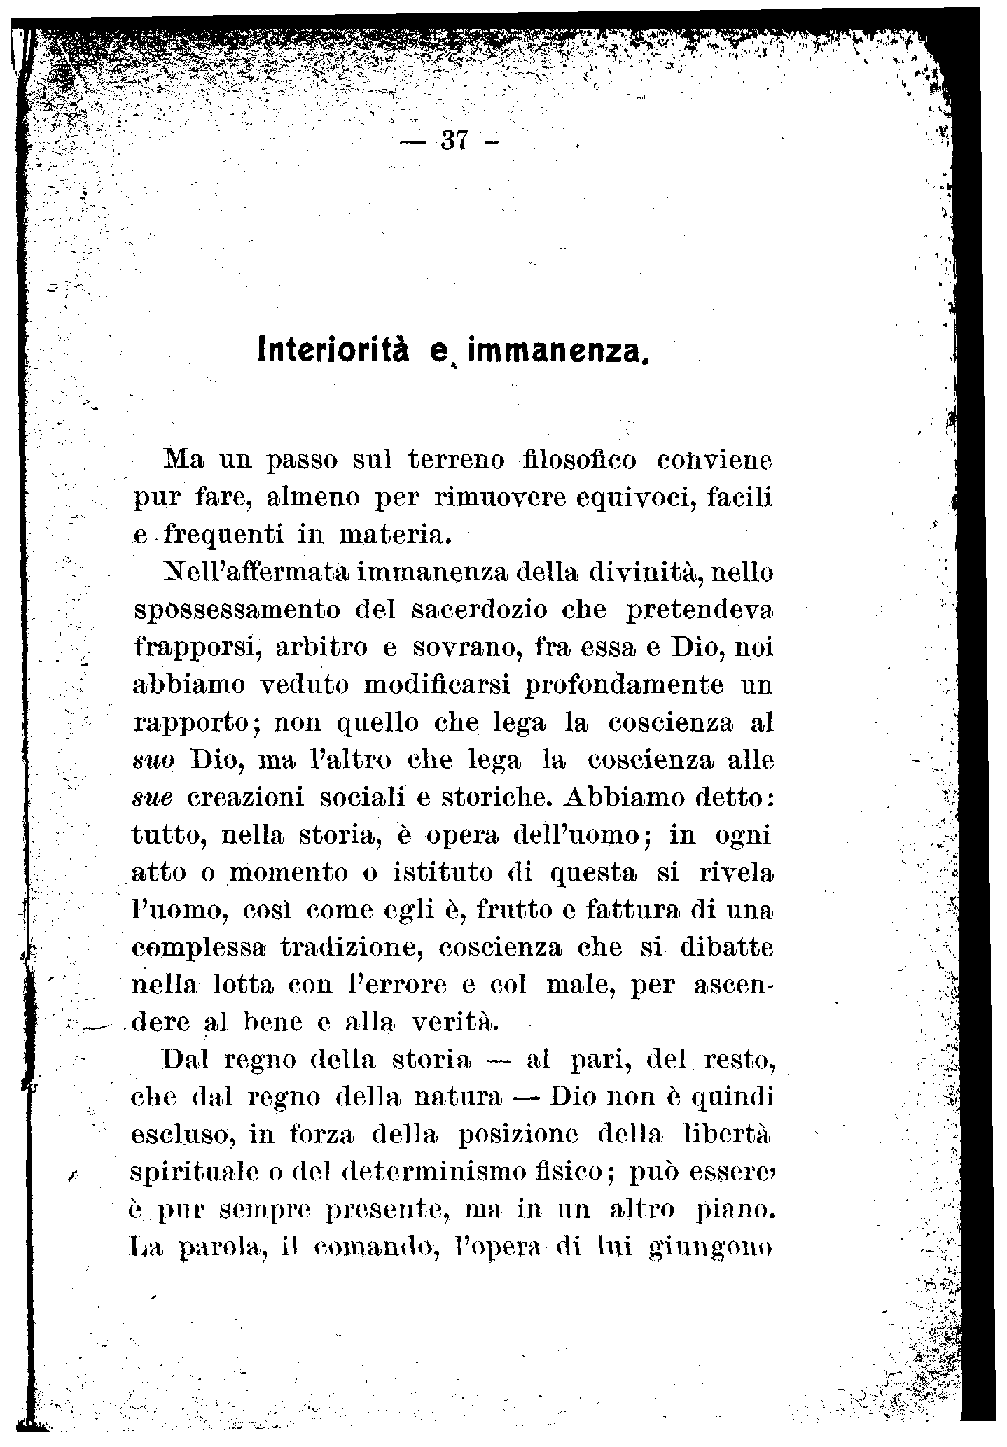 — 37 -
Interiorità e immanenza.
Ma un passo sul terreno filosofico conviene
pur fare, almeno per rimuovere equivoci, facili
e frequenti in materia.
Nell'affermata immanenza della divinità, nello
spossessamento del sacerdozio che pretendeva
frapporsi, arbitro e sovrano, fra essa e Dio, noi
abbiamo veduto modificarsi profondamente un
rapporto; non quello che lega la coscienza al
suo Dio, ma l'altro che lega la coscienza alle
sue creazioni sociali e storiche. Abbiamo detto:
tutto, nella storia, è opera dell'uomo; in ogni
atto o momento o istituto di questa si rivela
l'uomo, così come egli è, frutto e fattura di una
complessa tradizione, coscienza che si dibatte
nella lotta con l'errore e col male, per ascen-
dere al bene e alla verità.
Dal regno della storia — al pari, del resto,
che dal regno della natura — Dio non è quindi
escluso, in forza della posizione della libertà
spirituale o del determinismo fisico; può essere,
è pur sempre presente, ma in un altro piano.
La parola, il comando, l'opera di lui giungono